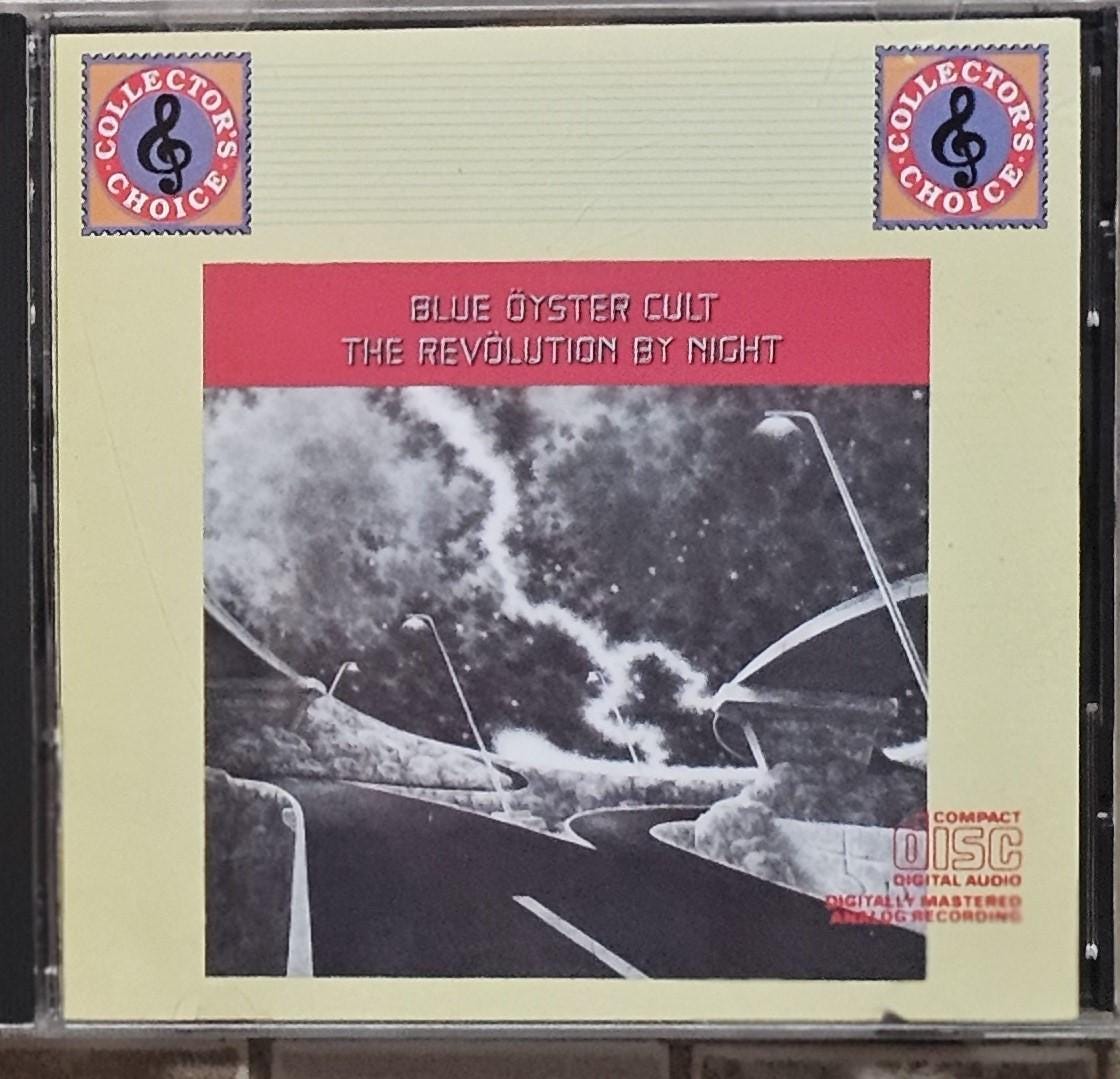 COLLECTOR'S CHOICE
COLLECTOR'S CHOICE
BLUE ÖYSTER CULT
THE REVÖLUTION BY NIGHT
COMPACT
DISC
DIGITAL AUDIO
DIGITALLY MASTERED
ANALOG RECORDING